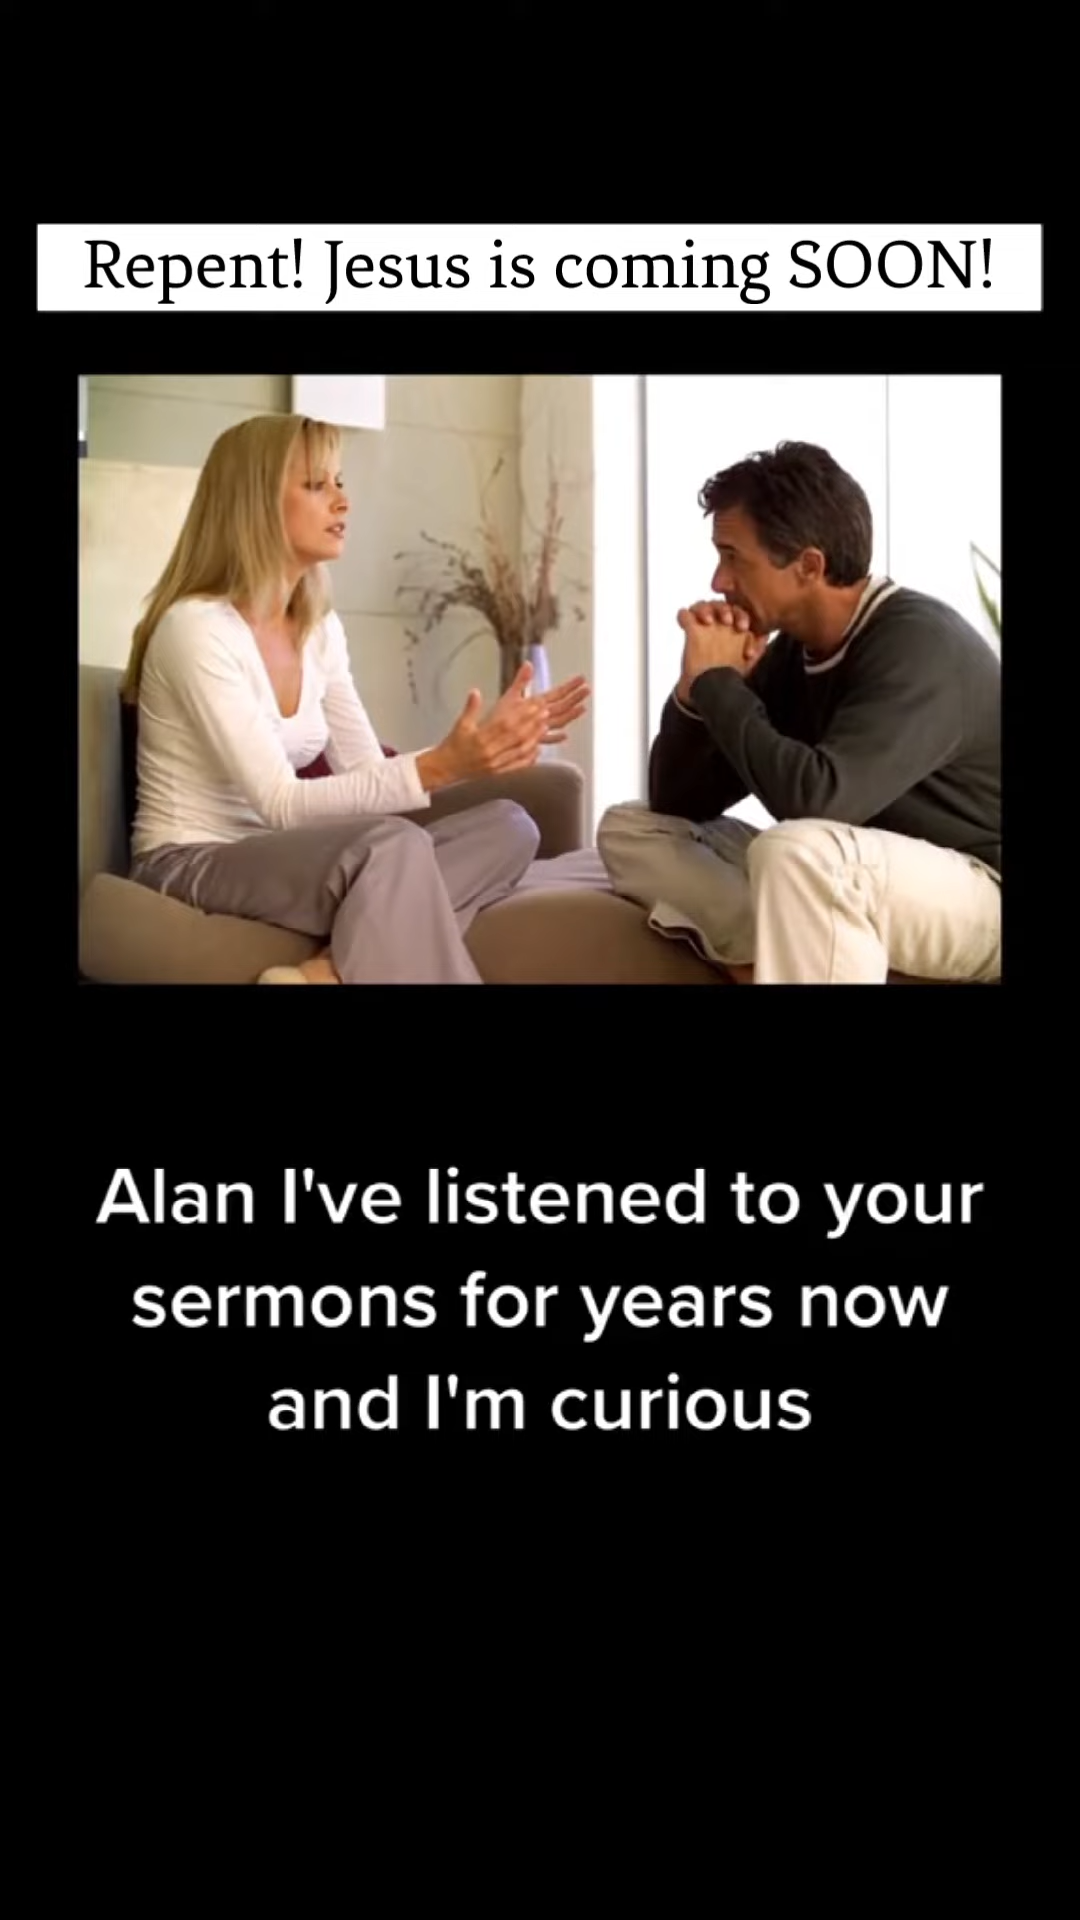 Repent! Jesus is coming SOON!
Alan I've listened to your
sermons for years now
and I'm curious